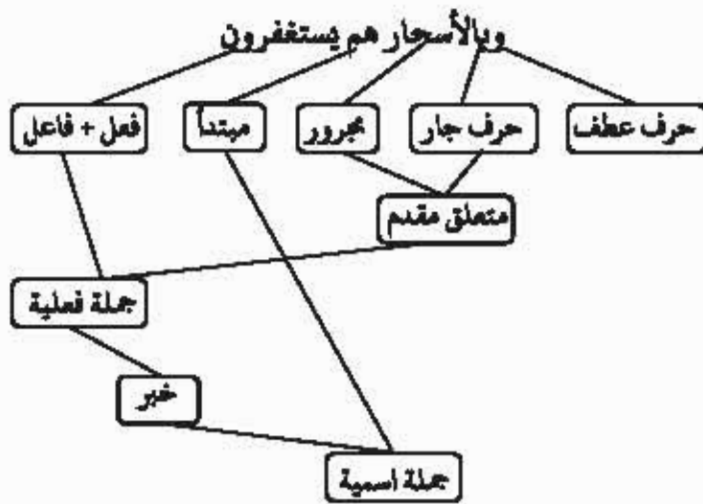 وبالأسحار هم يستغفرون
حرف عطف
حرف جار
مجرور
مبتدأ
فعل + فاعل
متعلق مقدم
جملة فعلية
خبر
جملة اسمية